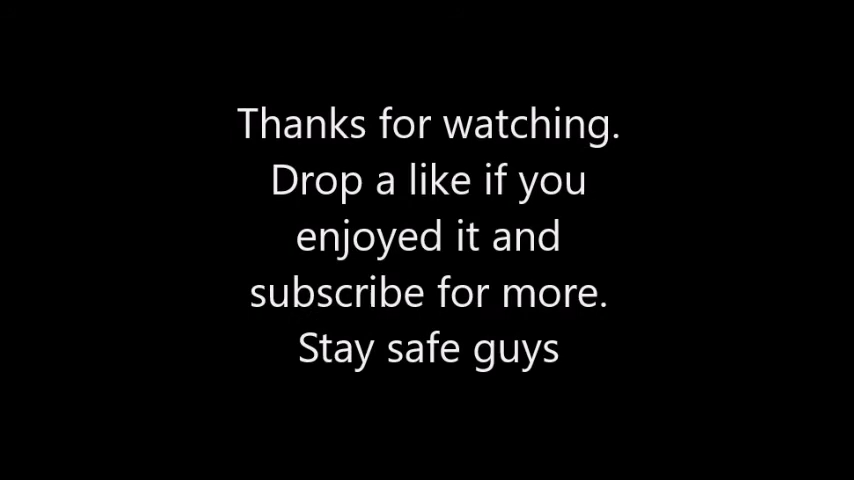 Thanks for watching.
Drop a like if you
enjoyed it and
subscribe for more.
Stay safe guys